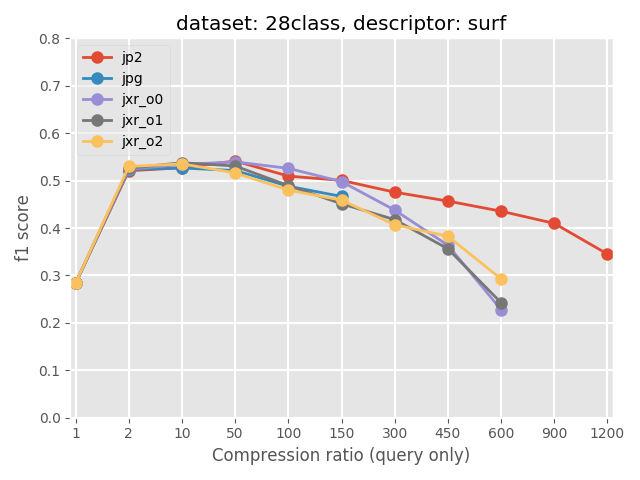 dataset: 28class, descriptor: surf
0.8
0.7
0.6
0.5
0.4
0.3
0.2
0.1
0.0
f1 score
jp2
jpg
jxr_o0
jxr_o1
jxr_o2
1 2 10 50 100 150 300 450 600 900 1200
Compression ratio (query only)